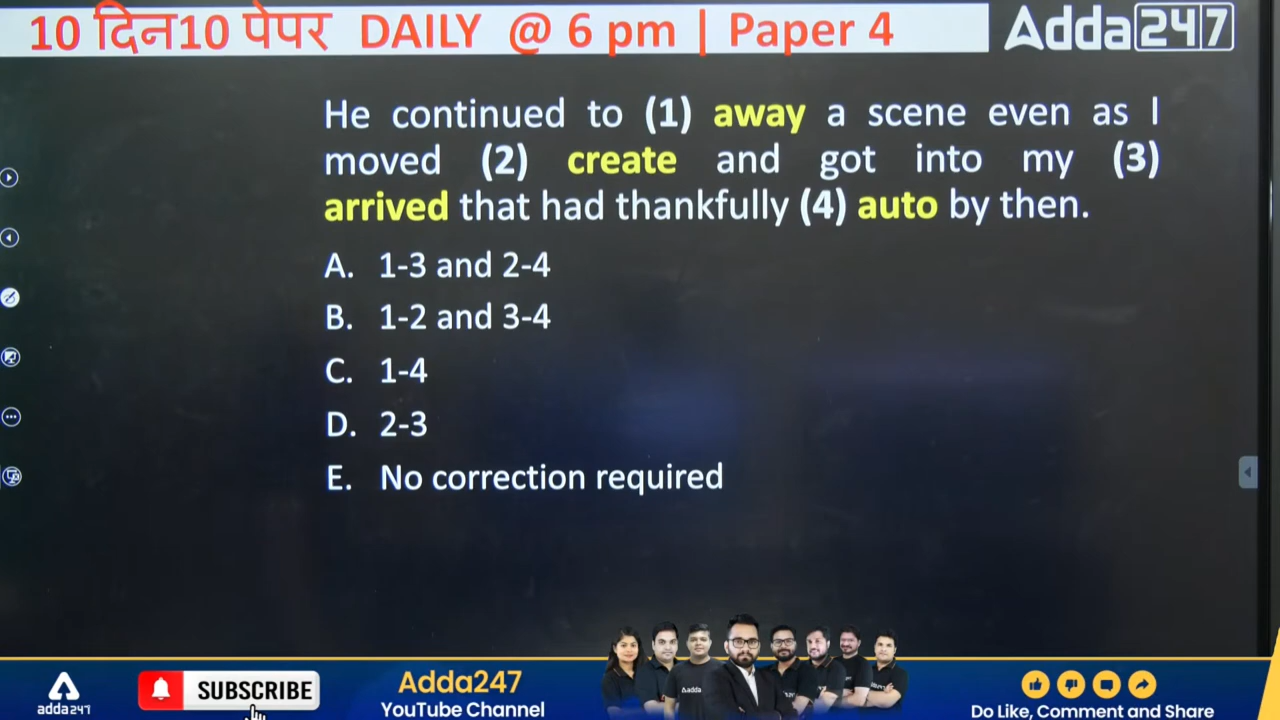 10 दिन10 पेपर DAILY @ 6 pm | Paper 4
Adda247
He continued to (1) away a scene even as I
moved (2) create and got into my (3)
arrived that had thankfully (4) auto by then.
A. 1-3 and 2-4
B. 1-2 and 3-4
C. 1-4
D. 2-3
E. No correction required
adda247
SUBSCRIBE
Adda247
YouTube Channel
Adda
Do Like, Comment and Share